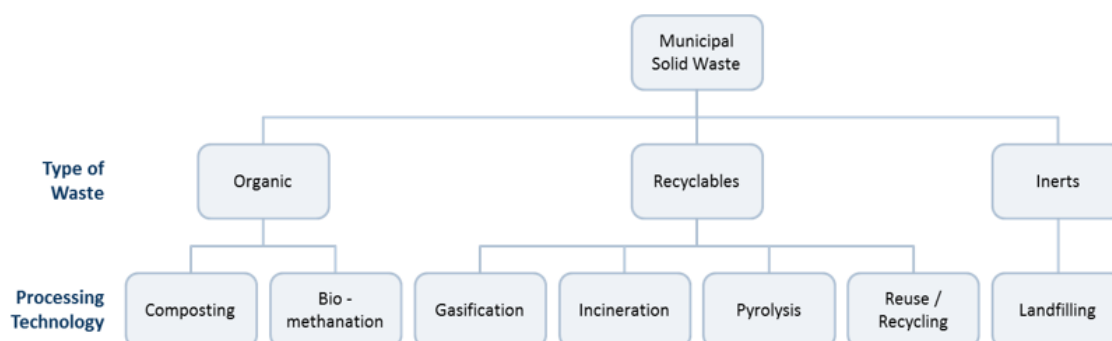 Municipal
Solid Waste
Type of
Waste
Organic
Recyclables
Inerts
Processing
Technology
Composting
Bio -
methanation
Gasification
Incineration
Pyrolysis
Reuse /
Recycling
Landfilling